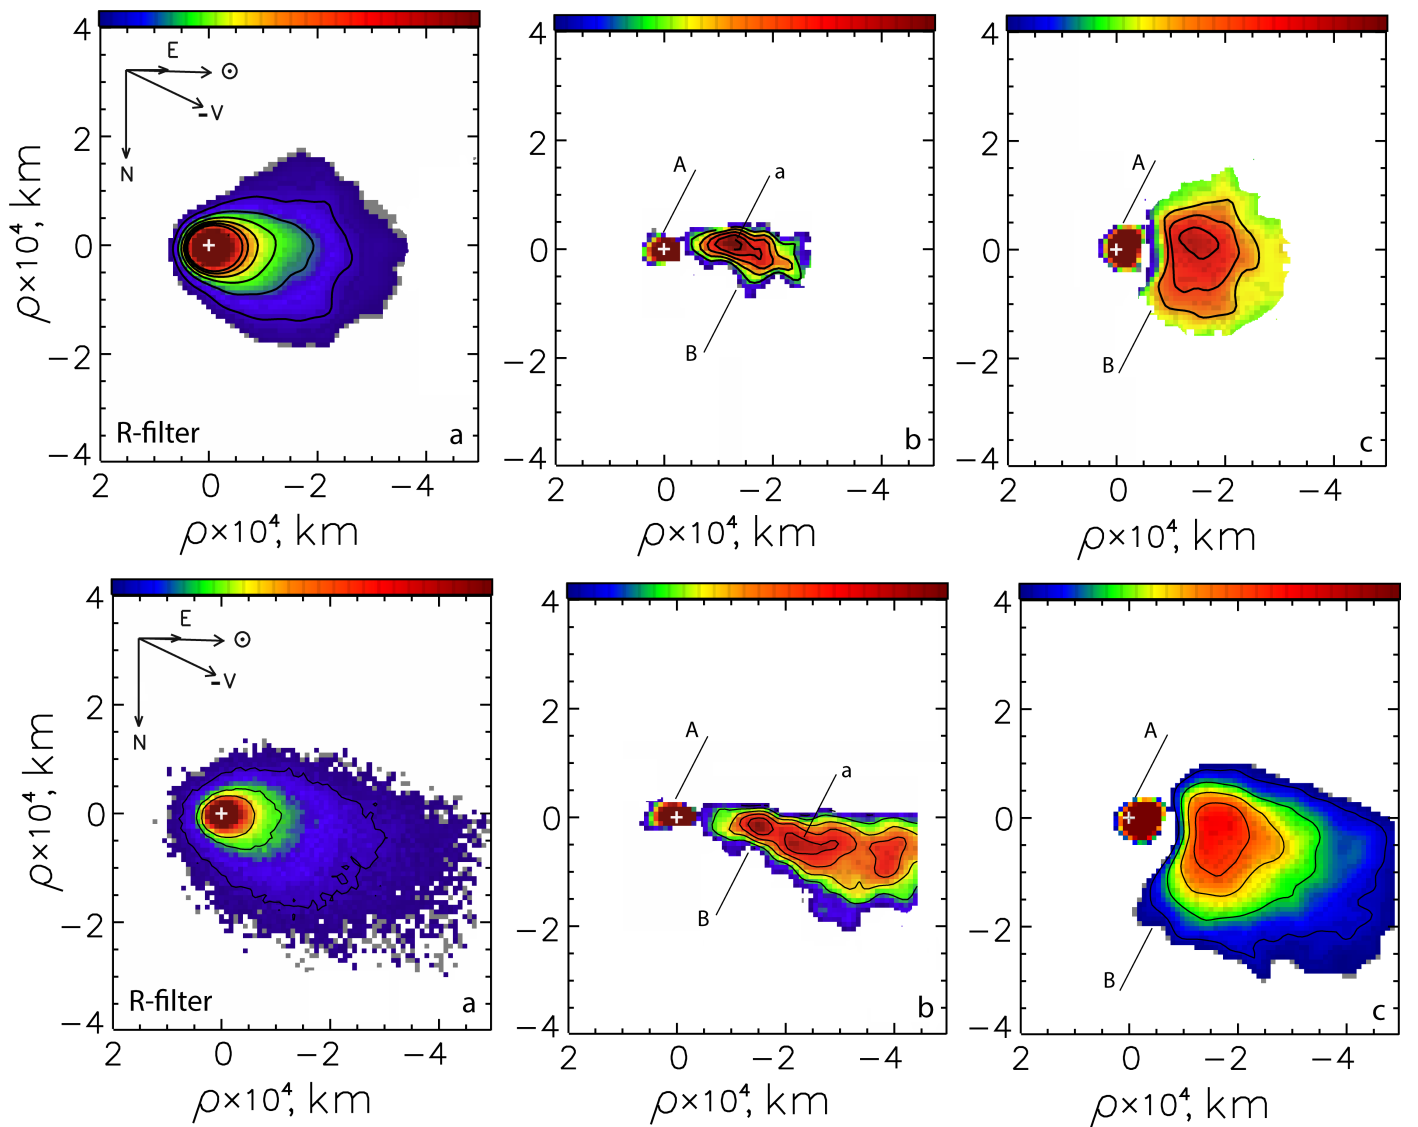 4
2
0
−2
−4
ρ×10⁴, km
E
⊙
-V
N
R-filter
a
2 0 −2 −4
ρ×10⁴, km
4
2
0
−2
−4
A
a
B
b
2 0 −2 −4
ρ×10⁴, km
4
2
0
−2
−4
A
B
c
2 0 −2 −4
ρ×10⁴, km
4
2
0
−2
−4
ρ×10⁴, km
E
⊙
-V
N
R-filter
a
2 0 −2 −4
ρ×10⁴, km
4
2
0
−2
−4
A
a
B
b
2 0 −2 −4
ρ×10⁴, km
4
2
0
−2
−4
A
B
c
2 0 −2 −4
ρ×10⁴, km